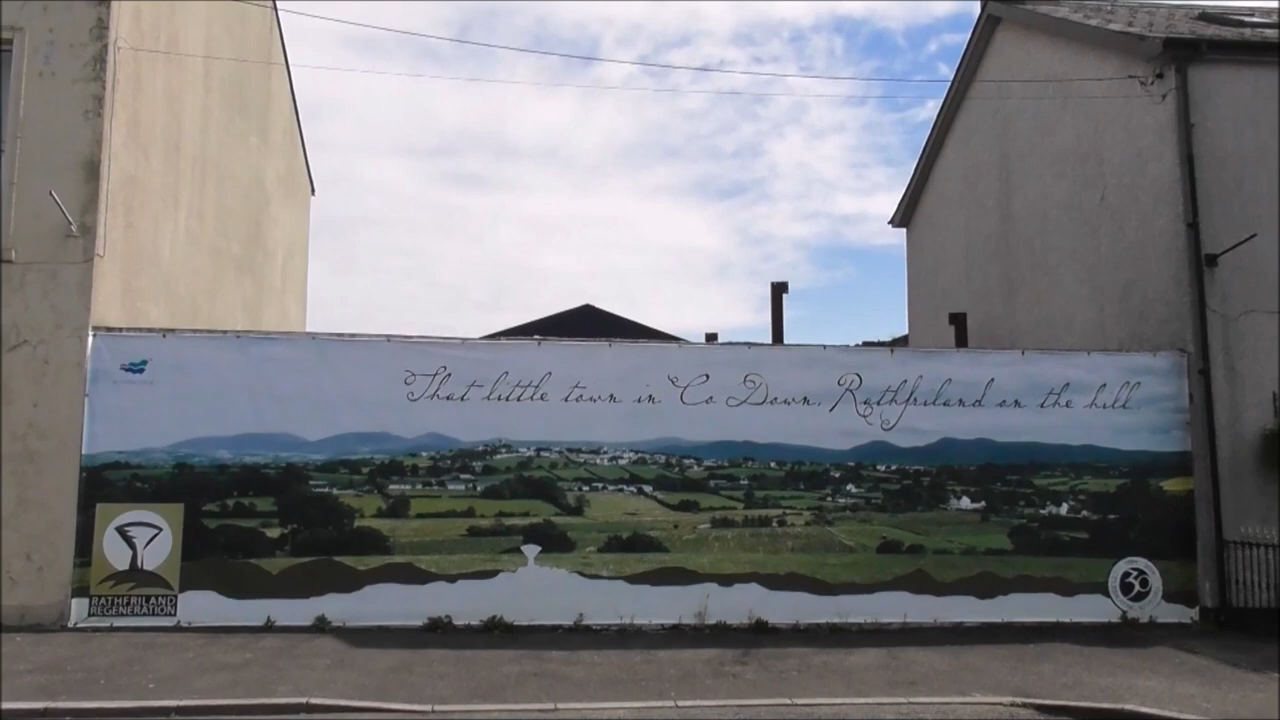 That little town in Co Down, Rathfriland on the hill.
RATHFRILAND
REGENERATION
30